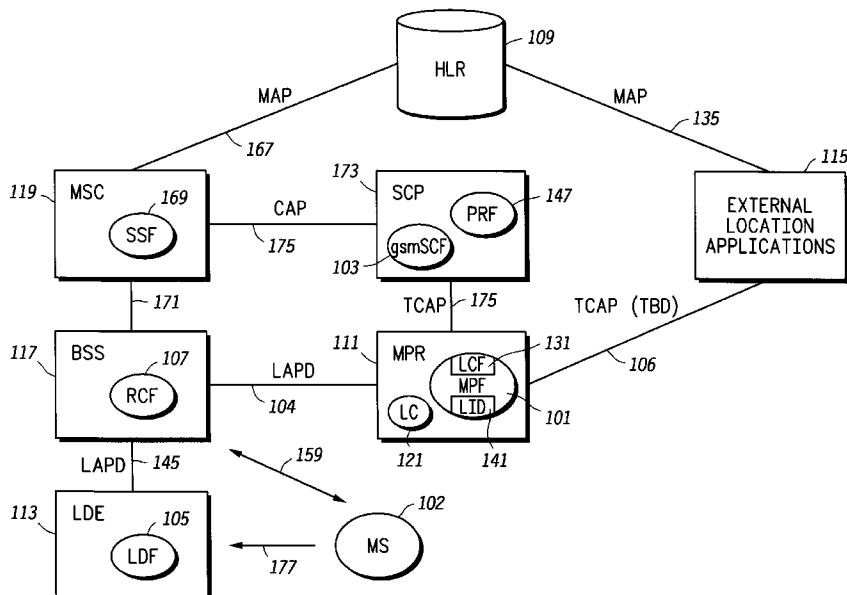 109
HLR
MAP
MAP
135
167
115
119
MSC
169
SSF
CAP
175
173
SCP
PRF
147
gsmSCF
103
EXTERNAL
LOCATION
APPLICATIONS
171
TCAP
175
TCAP (TBD)
106
117
BSS
107
RCF
LAPD
104
111
MPR
LCF
131
MPF
LID
101
LC
121
141
LAPD
145
159
113
LDE
105
LDF
177
102
MS